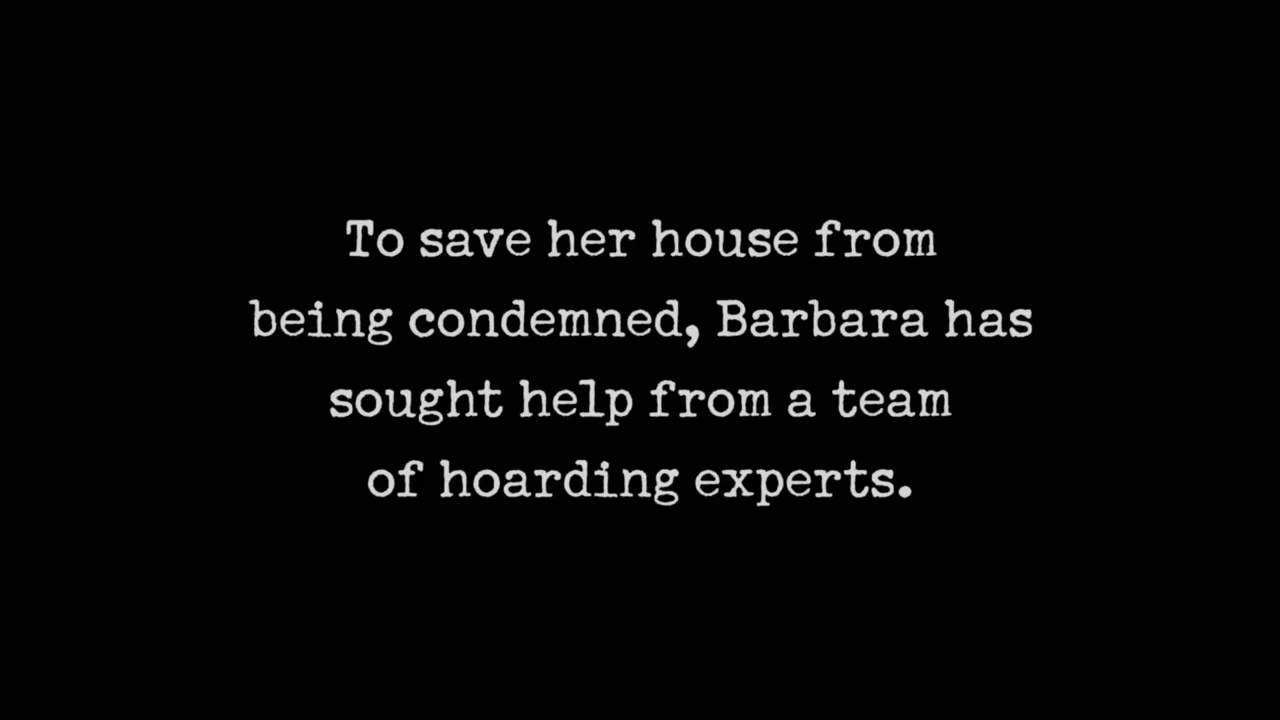 To save her house from
being condemned, Barbara has
sought help from a team
of hoarding experts.